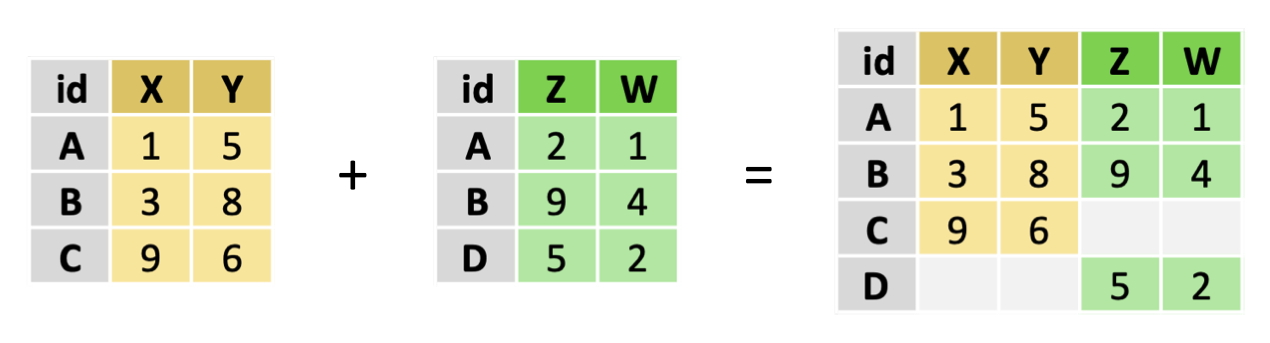 id X Y
A 1 5
B 3 8
C 9 6
+
id Z W
A 2 1
B 9 4
D 5 2
=
id X Y Z W
A 1 5 2 1
B 3 8 9 4
C 9 6
D 5 2